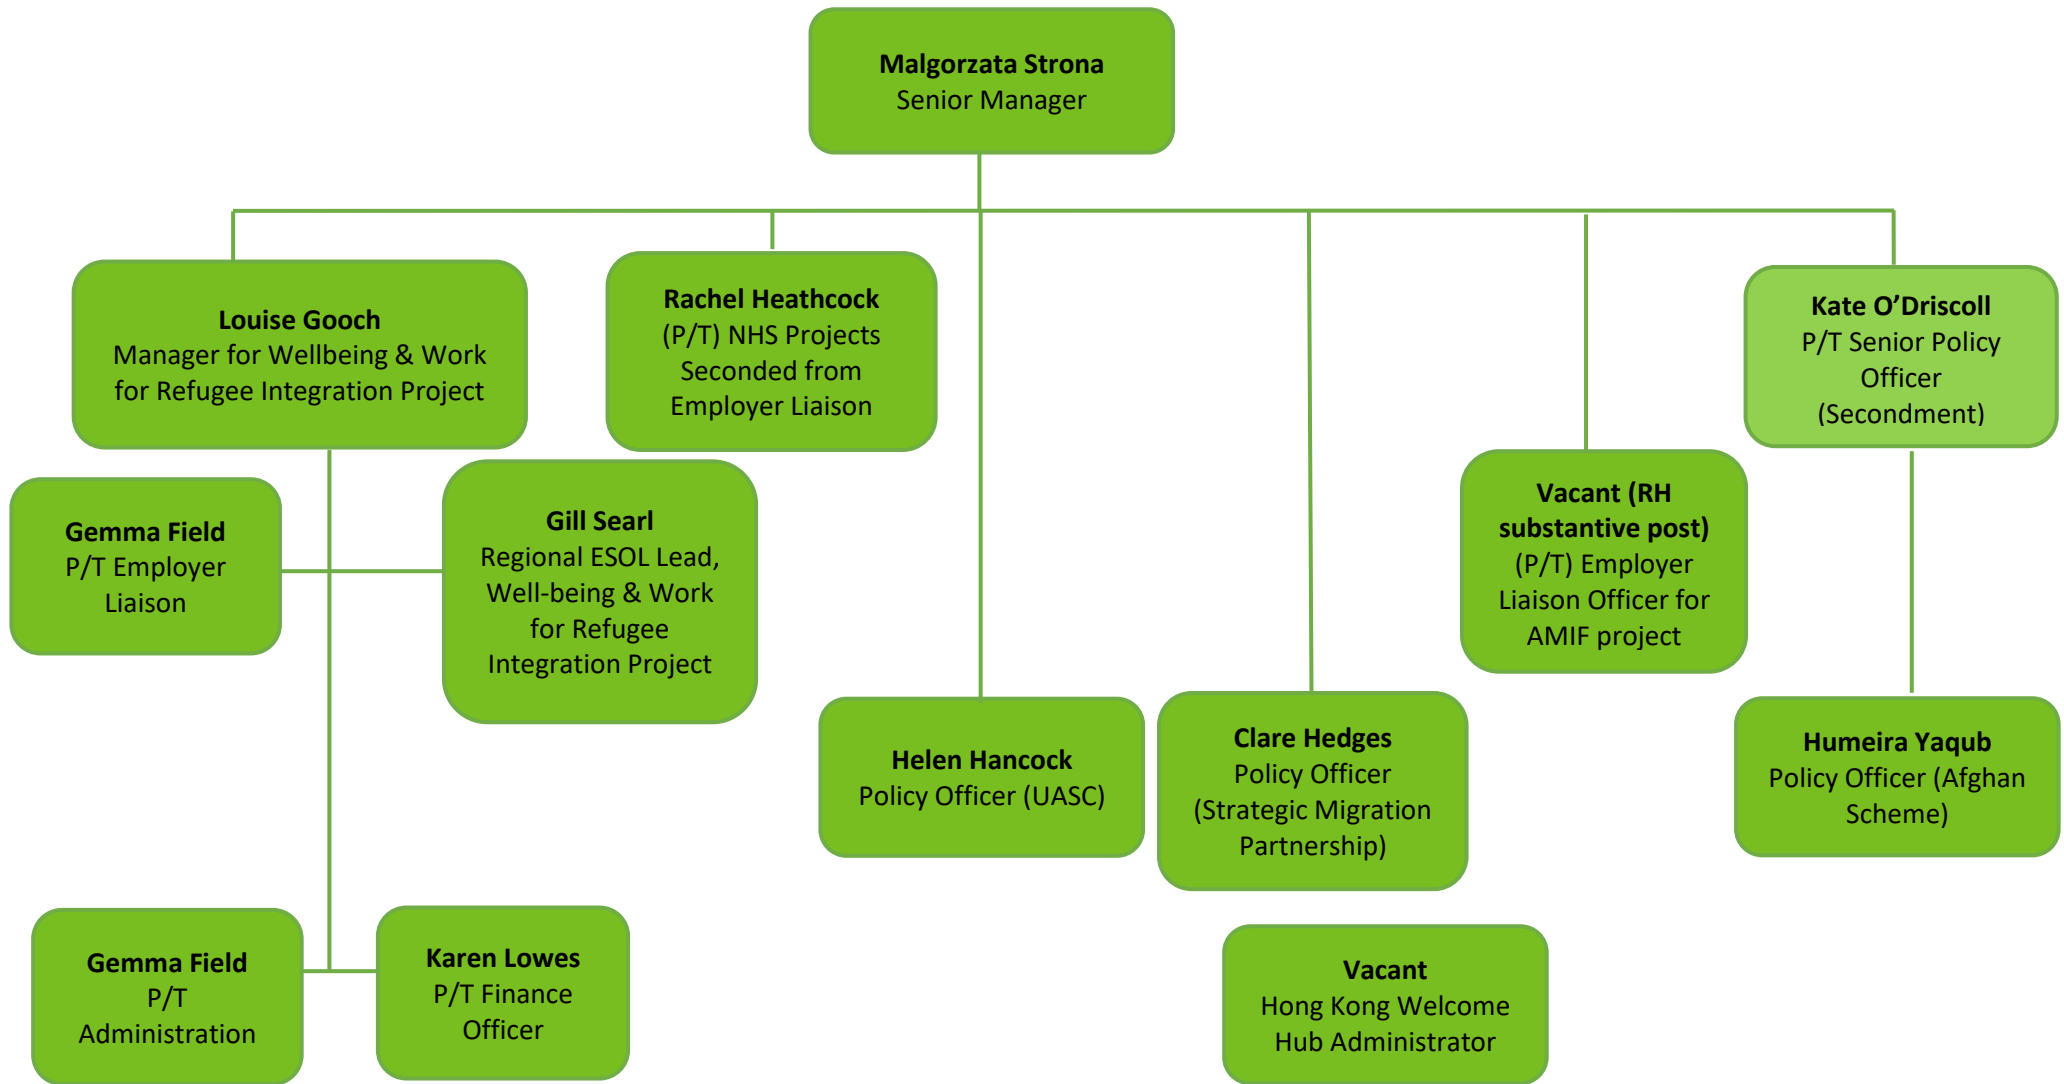 Malgorzata Strona
Senior Manager
Louise Gooch
Manager for Wellbeing & Work
for Refugee Integration Project
Rachel Heathcock
(P/T) NHS Projects
Seconded from
Employer Liaison
Kate O’Driscoll
P/T Senior Policy
Officer
(Secondment)
Gemma Field
P/T Employer
Liaison
Gill Searl
Regional ESOL Lead,
Well-being & Work
for Refugee
Integration Project
Vacant (RH
substantive post)
(P/T) Employer
Liaison Officer for
AMIF project
Helen Hancock
Policy Officer (UASC)
Clare Hedges
Policy Officer
(Strategic Migration
Partnership)
Humeira Yaqub
Policy Officer (Afghan
Scheme)
Gemma Field
P/T
Administration
Karen Lowes
P/T Finance
Officer
Vacant
Hong Kong Welcome
Hub Administrator